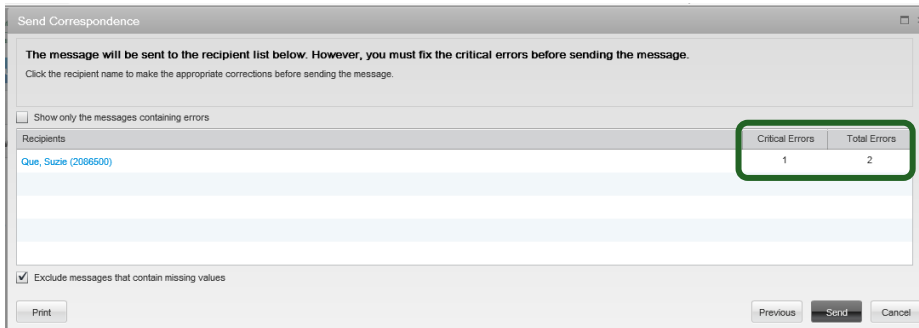 Send Correspondence
The message will be sent to the recipient list below. However, you must fix the critical errors before sending the message.
Click the recipient name to make the appropriate corrections before sending the message.
Show only the messages containing errors
Recipients Critical Errors Total Errors
Que, Suzie (2086500) 1 2
Exclude messages that contain missing values
Print Previous Send Cancel